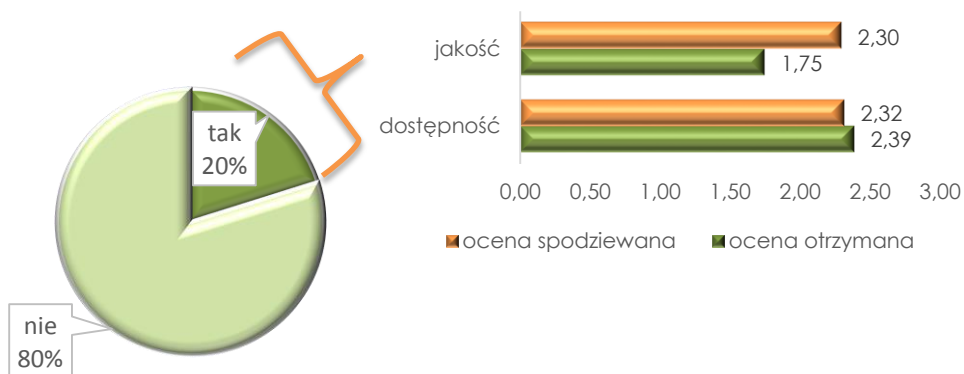 tak
20%
nie
80%
jakość
2,30
1,75
dostępność
2,32
2,39
0,00 0,50 1,00 1,50 2,00 2,50 3,00
ocena spodziewana ocena otrzymana